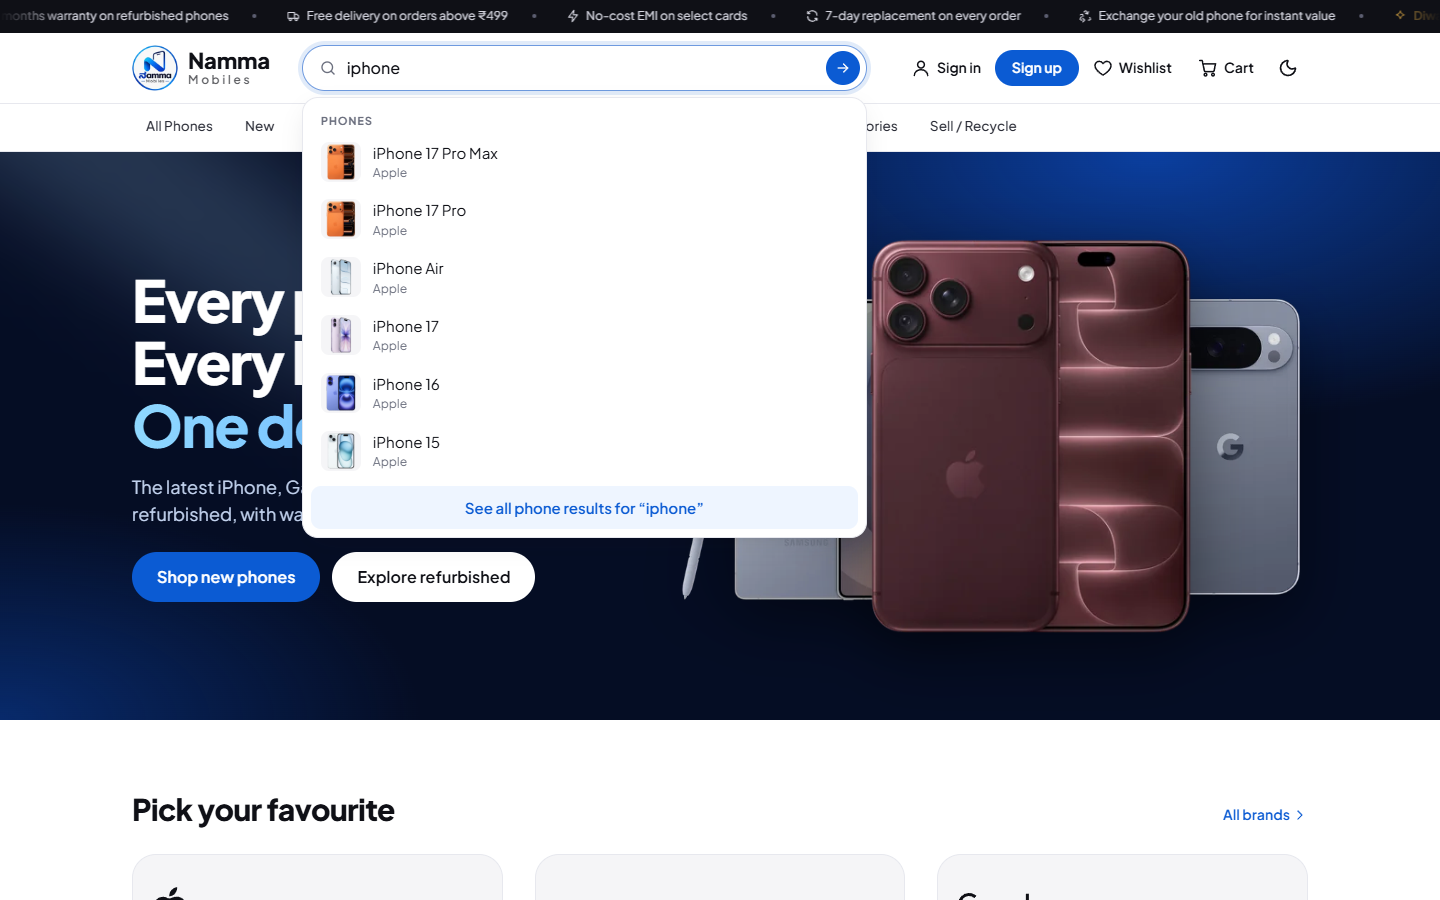 months warranty on refurbished phones • Free delivery on orders above ₹499 • No-cost EMI on select cards • 7-day replacement on every order • Exchange your old phone for instant value •
Namma
Mobiles
iphone
Sign in
Sign up
Wishlist
Cart
All Phones
New
ories
Sell / Recycle
PHONES
iPhone 17 Pro Max
Apple
iPhone 17 Pro
Apple
iPhone Air
Apple
iPhone 17
Apple
iPhone 16
Apple
iPhone 15
Apple
See all phone results for “iphone”
Every
Every
One de
The latest iPhone, Ga
refurbished, with wa
Shop new phones
Explore refurbished
SAMSUNG
G
Pick your favourite
All brands